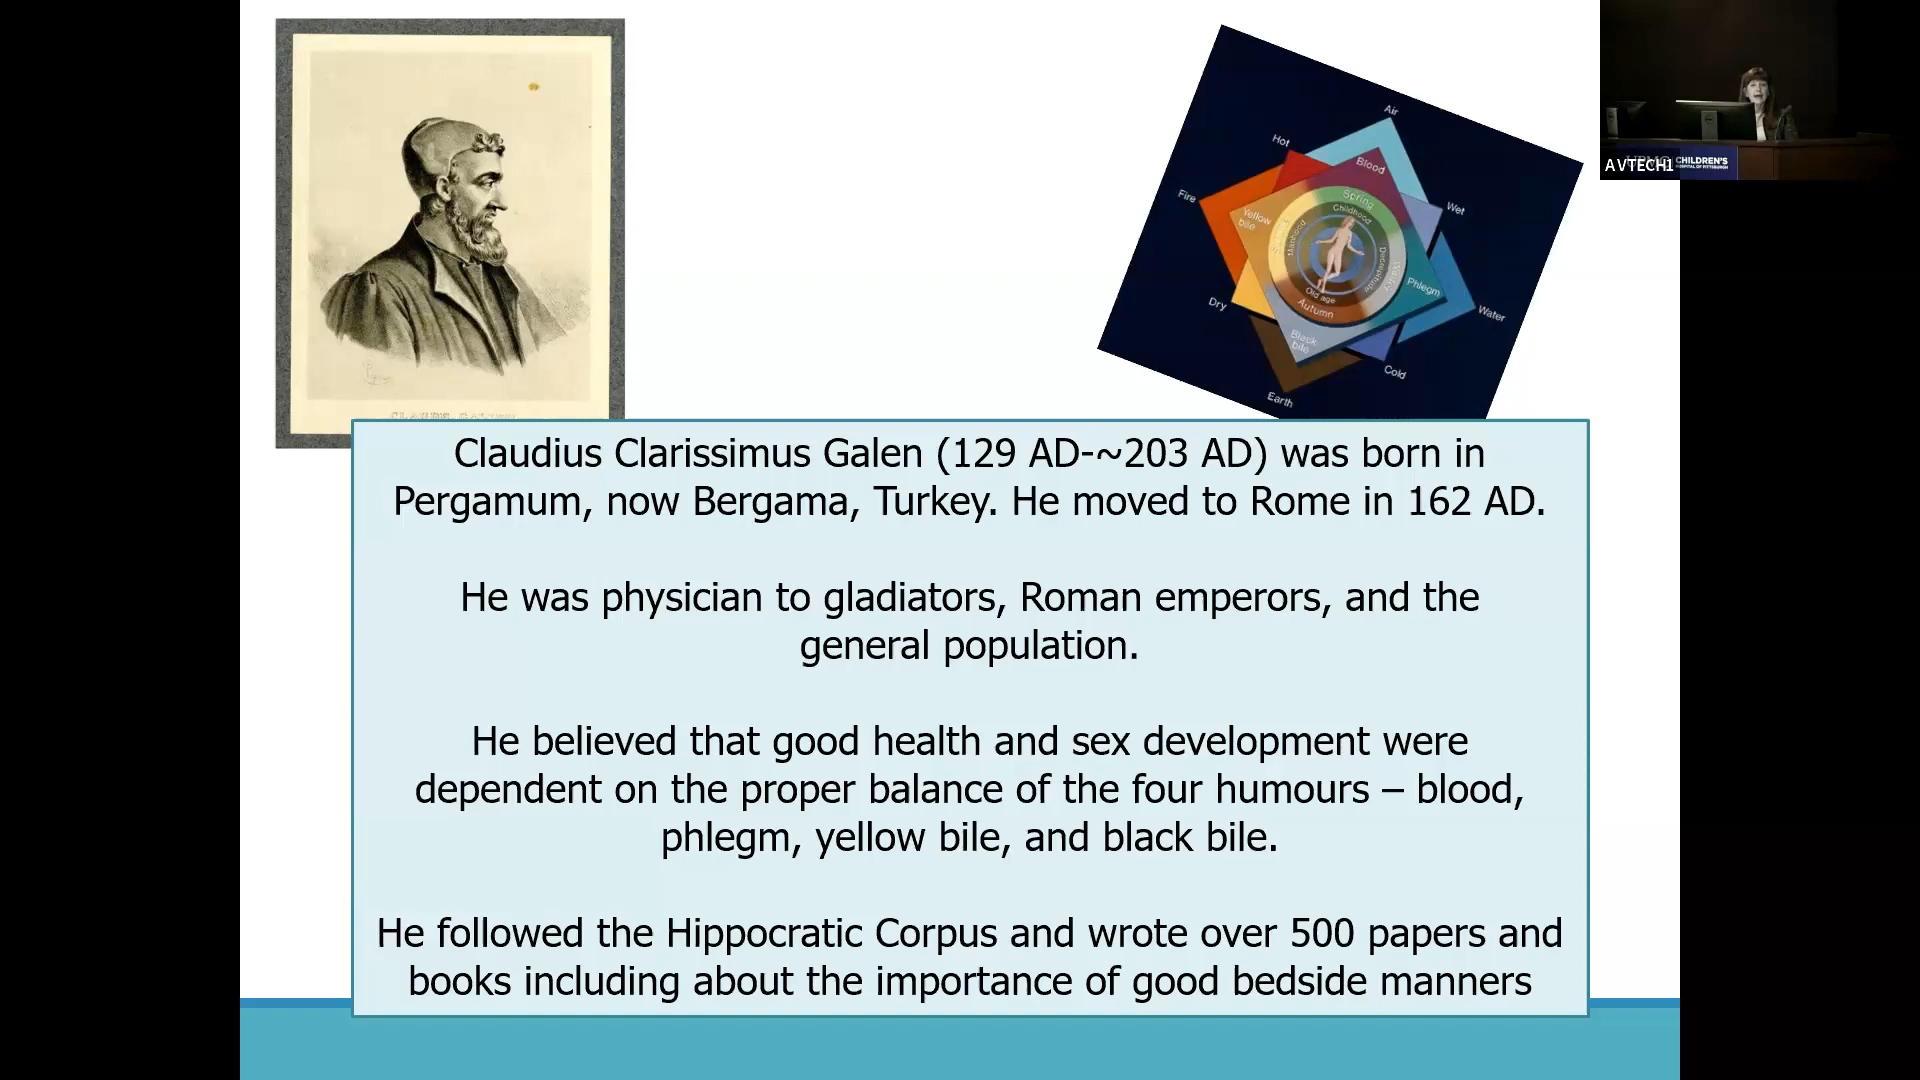 Air
Hot
Blood
Fire
Spring
Wet
Childhood
Yellow
bile
Manhood
Decrepitude
Phlegm
Old age
Dry
Autumn
Water
Black
bile
Cold
Earth
AVTECH1
CHILDREN'S
HOSPITAL OF PITTSBURGH
Claudius Clarissimus Galen (129 AD-~203 AD) was born in
Pergamum, now Bergama, Turkey. He moved to Rome in 162 AD.
He was physician to gladiators, Roman emperors, and the
general population.
He believed that good health and sex development were
dependent on the proper balance of the four humours – blood,
phlegm, yellow bile, and black bile.
He followed the Hippocratic Corpus and wrote over 500 papers and
books including about the importance of good bedside manners